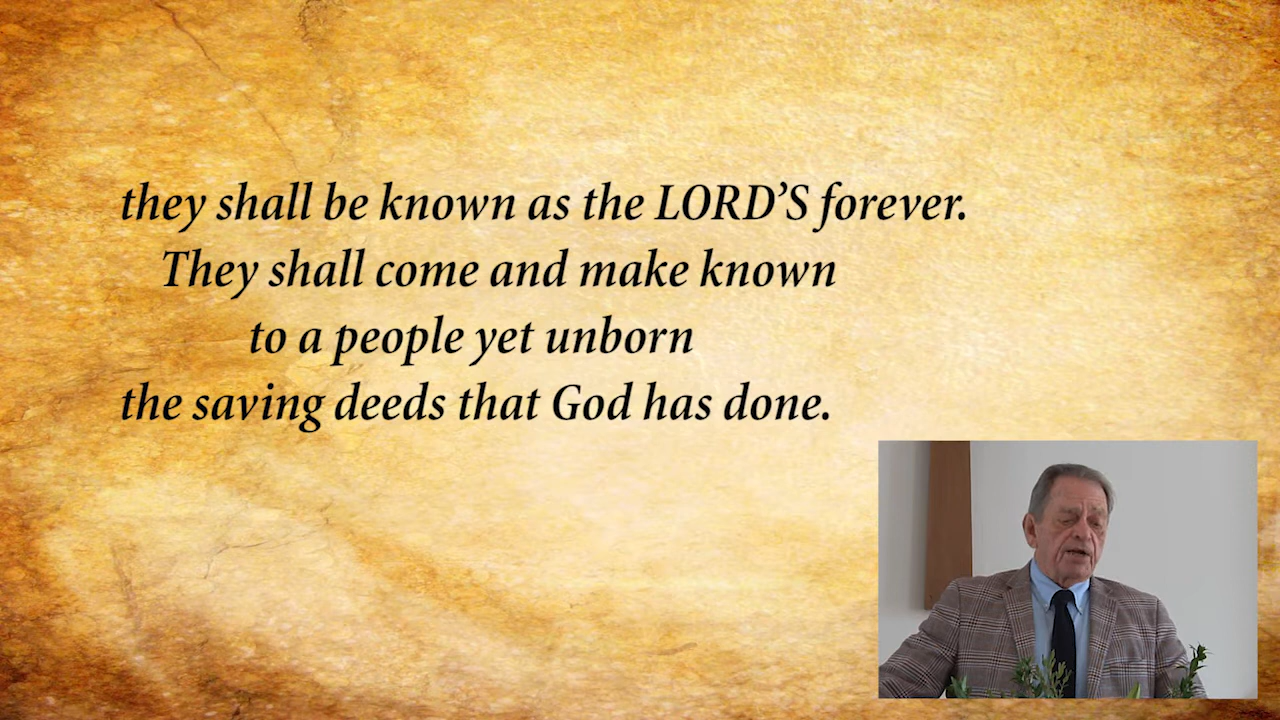 they shall be known as the LORD’S forever.
They shall come and make known
to a people yet unborn
the saving deeds that God has done.